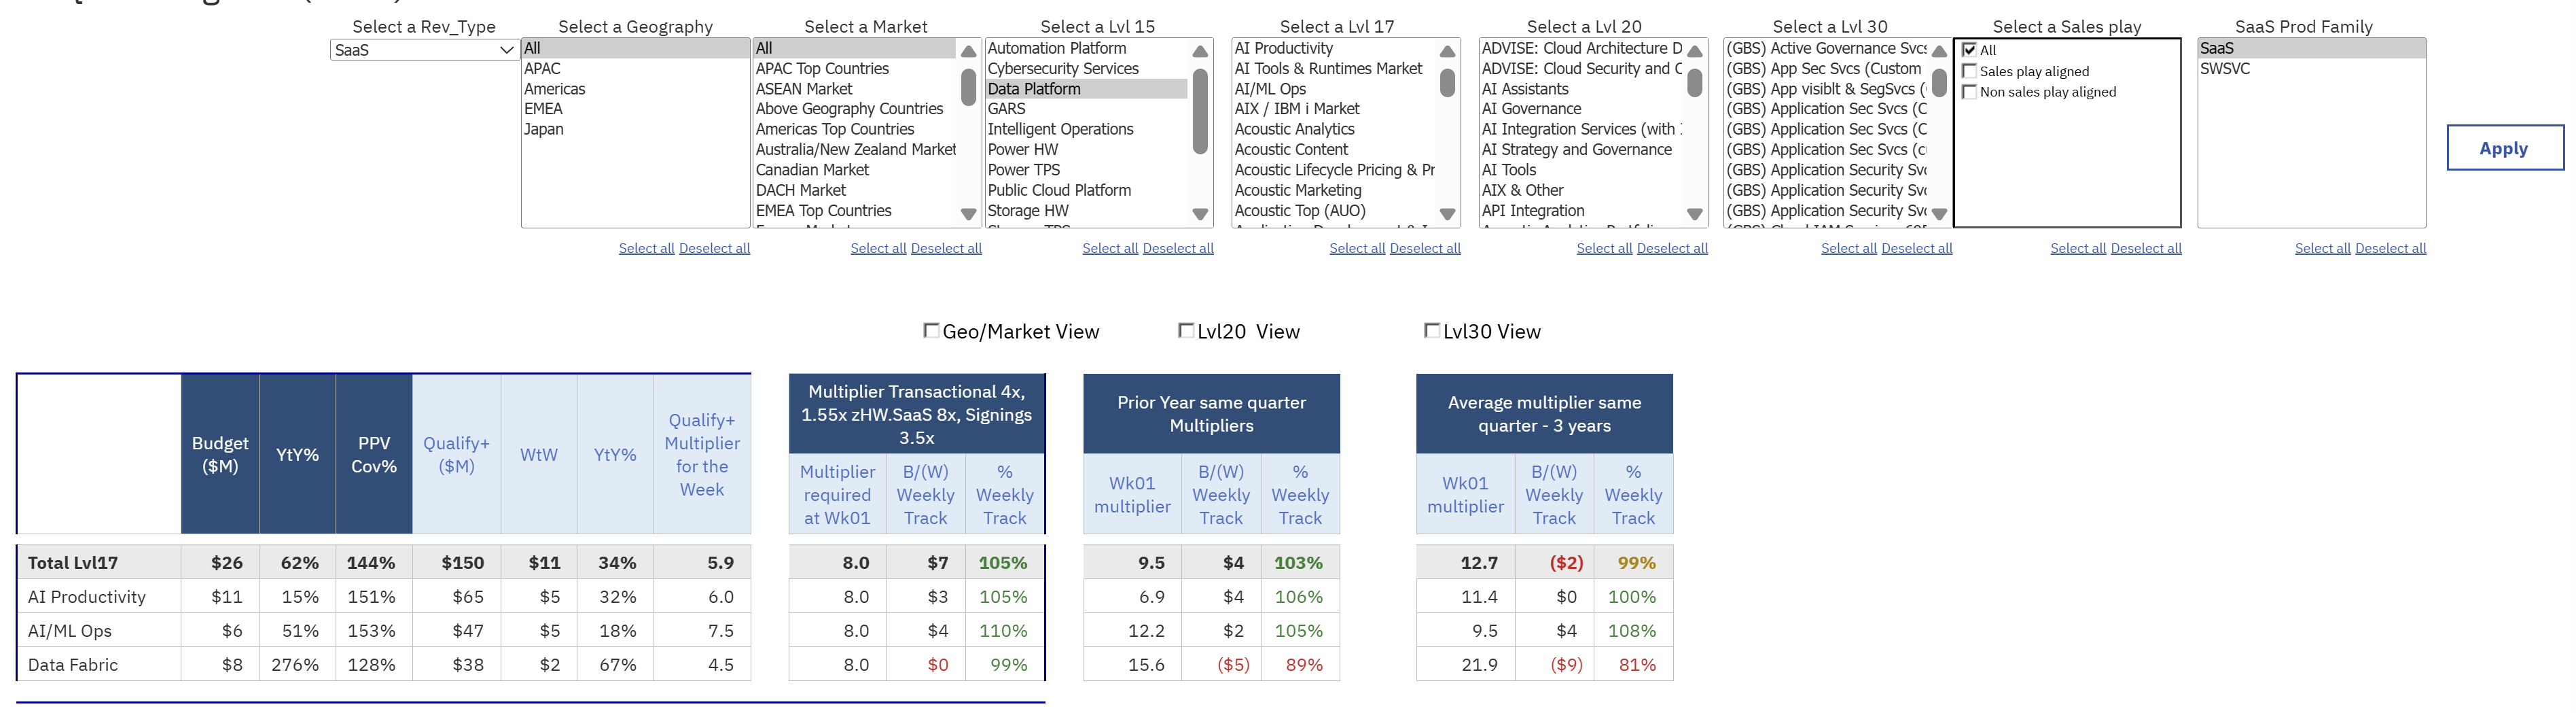 Select a Rev_Type
SaaS
Select a Geography
All
APAC
Americas
EMEA
Japan
Select all Deselect all
Select a Market
All
APAC Top Countries
ASEAN Market
Above Geography Countries
Americas Top Countries
Australia/New Zealand Market
Canadian Market
DACH Market
EMEA Top Countries
Select all Deselect all
Select a Lvl 15
Automation Platform
Cybersecurity Services
Data Platform
GARS
Intelligent Operations
Power HW
Power TPS
Public Cloud Platform
Storage HW
Select all Deselect all
Select a Lvl 17
AI Productivity
AI Tools & Runtimes Market
AI/ML Ops
AIX / IBM i Market
Acoustic Analytics
Acoustic Content
Acoustic Lifecycle Pricing & Pr
Acoustic Marketing
Acoustic Top (AUO)
Select all Deselect all
Select a Lvl 20
ADVISE: Cloud Architecture D
ADVISE: Cloud Security and C
AI Assistants
AI Governance
AI Integration Services (with
AI Strategy and Governance
AI Tools
AIX & Other
API Integration
Select all Deselect all
Select a Lvl 30
(GBS) Active Governance Svcs
(GBS) App Sec Svcs (Custom
(GBS) App visiblt & SegSvcs (
(GBS) Application Sec Svcs (C
(GBS) Application Sec Svcs (C
(GBS) Application Sec Svcs (c
(GBS) Application Security Sv
(GBS) Application Security Sv
(GBS) Application Security Sv
Select all Deselect all
Select a Sales play
All
Sales play aligned
Non sales play aligned
Select all Deselect all
SaaS Prod Family
SaaS
SWSVC
Select all Deselect all
Apply
Geo/Market View Lvl20 View Lvl30 View
Budget ($M) YtY% PPV Cov% Qualify+ ($M) WtW YtY% Qualify+ Multiplier for the Week
Multiplier Transactional 4x,
1.55x zHW.SaaS 8x, Signings
3.5x
Multiplier required at Wk01 B/(W) Weekly Track % Weekly Track
Prior Year same quarter
Multipliers
Wk01 multiplier B/(W) Weekly Track % Weekly Track
Average multiplier same
quarter - 3 years
Wk01 multiplier B/(W) Weekly Track % Weekly Track
Total Lvl17 $26 62% 144% $150 $11 34% 5.9 8.0 $7 105% 9.5 $4 103% 12.7 ($2) 99%
AI Productivity $11 15% 151% $65 $5 32% 6.0 8.0 $3 105% 6.9 $4 106% 11.4 $0 100%
AI/ML Ops $6 51% 153% $47 $5 18% 7.5 8.0 $4 110% 12.2 $2 105% 9.5 $4 108%
Data Fabric $8 276% 128% $38 $2 67% 4.5 8.0 $0 99% 15.6 ($5) 89% 21.9 ($9) 81%